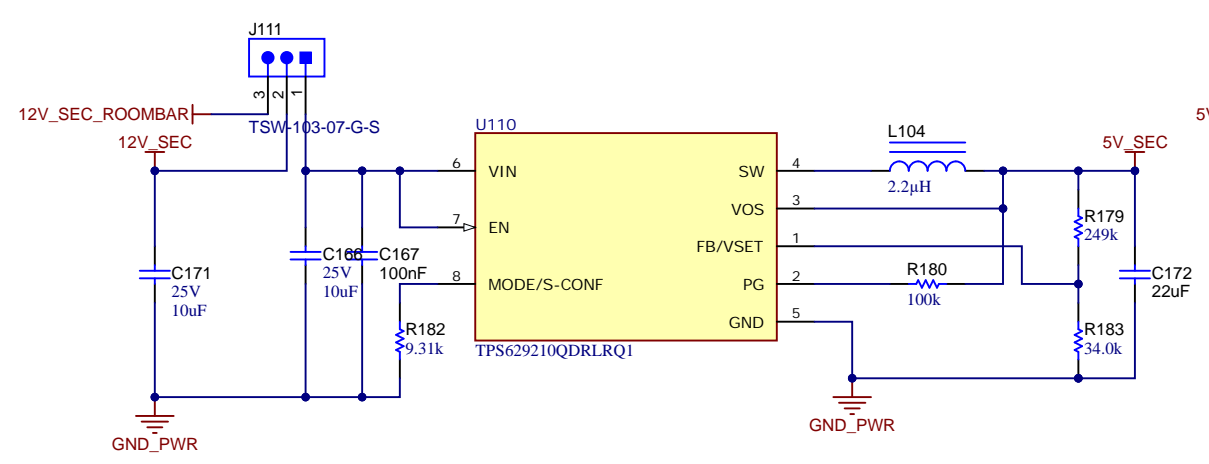 J111
3 2 1
12V_SEC_ROOMBAR
TSW-103-07-G-S
12V_SEC
5V
U110
L104
2.2µH
5V_SEC
6 VIN
SW 4
VOS 3
7 EN
FB/VSET 1
R179
249k
C166
25V
10uF
C167
100nF
C171
25V
10uF
8 MODE/S-CONF
PG 2
R180
100k
C172
22uF
GND 5
R182
9.31k
R183
34.0k
TPS629210QDRLRQ1
GND_PWR
GND_PWR